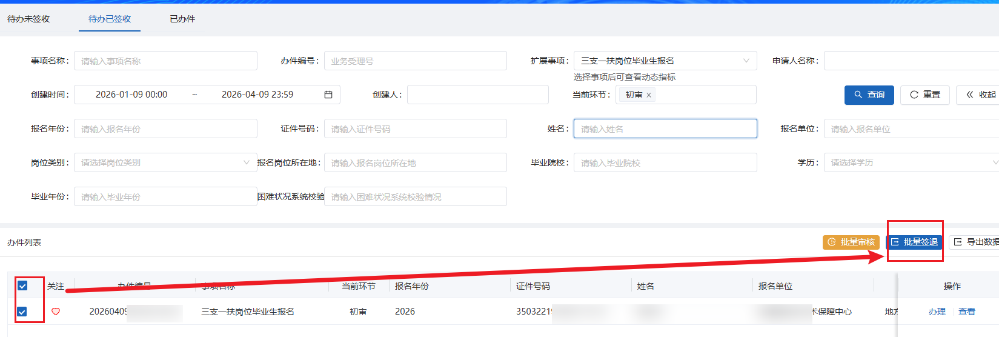 待办未签收 待办已签收 已办件
事项名称： 请输入事项名称 办件编号： 业务受理号 扩展事项： 三支一扶岗位毕业生报名 申请人名称：
选择事项后可查看动态指标
创建时间： 2026-01-09 00:00 ~ 2026-04-09 23:59 创建人： 当前环节： 初审 × 查询 重置 收起
报名年份： 请输入报名年份 证件号码： 请输入证件号码 姓名： 请输入姓名 报名单位： 请输入报名单位
岗位类别： 请选择岗位类别 报名岗位所在地： 请输入报名岗位所在地 毕业院校： 请输入毕业院校 学历： 请选择学历
毕业年份： 请输入毕业年份 困难状况系统校验 请输入困难状况系统校验情况
办件列表 批量审核 批量签退 导出数据
关注 办件编号 事项名称 当前环节 报名年份 证件号码 姓名 报名单位 操作
20260409 三支一扶岗位毕业生报名 初审 2026 3503221 术保障中心 地方 办理 查看